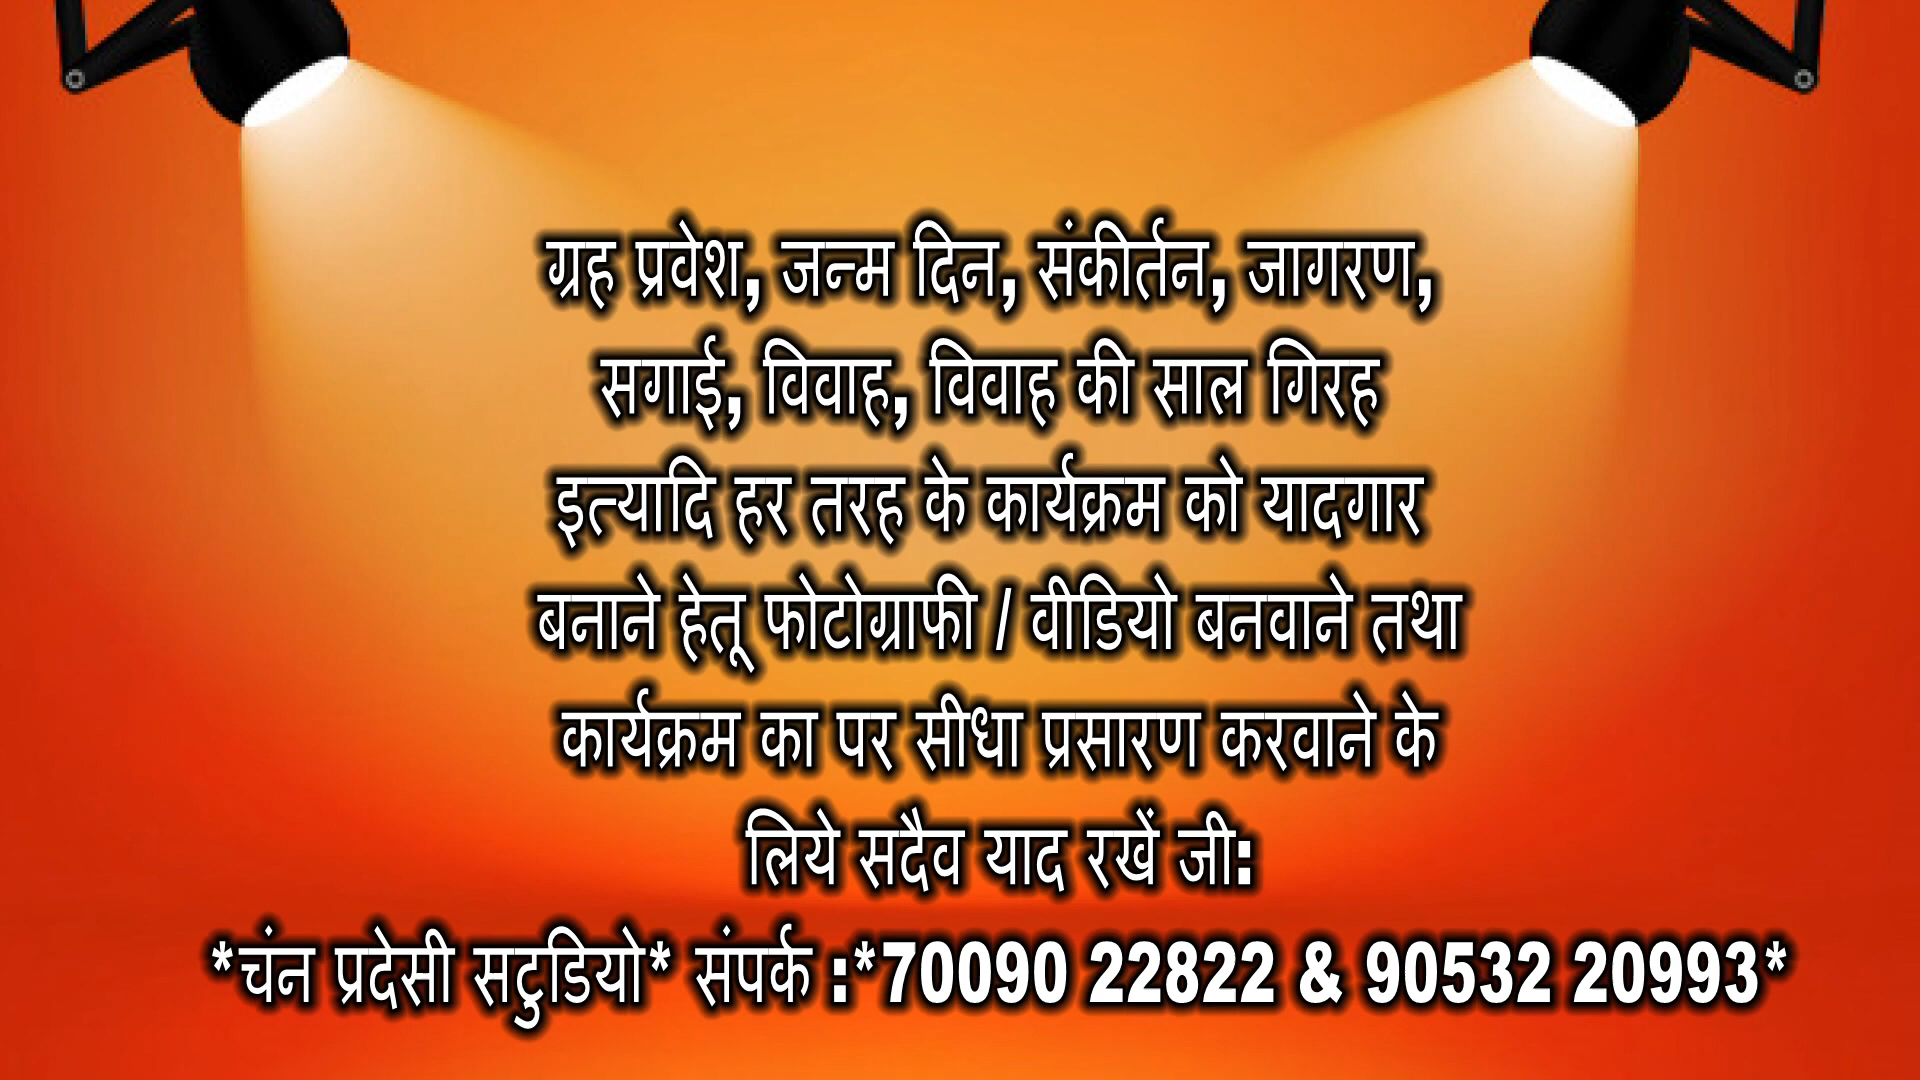 ग्रह प्रवेश, जन्म दिन, संकीर्तन, जागरण,
सगाई, विवाह, विवाह की साल गिरह
इत्यादि हर तरह के कार्यक्रम को यादगार
बनाने हेतू फोटोग्राफी / वीडियो बनवाने तथा
कार्यक्रम का पर सीधा प्रसारण करवाने के
लिये सदैव याद रखें जी:
*चंन प्रदेसी सटुडियो* संपर्क :*70090 22822 & 90532 20993*